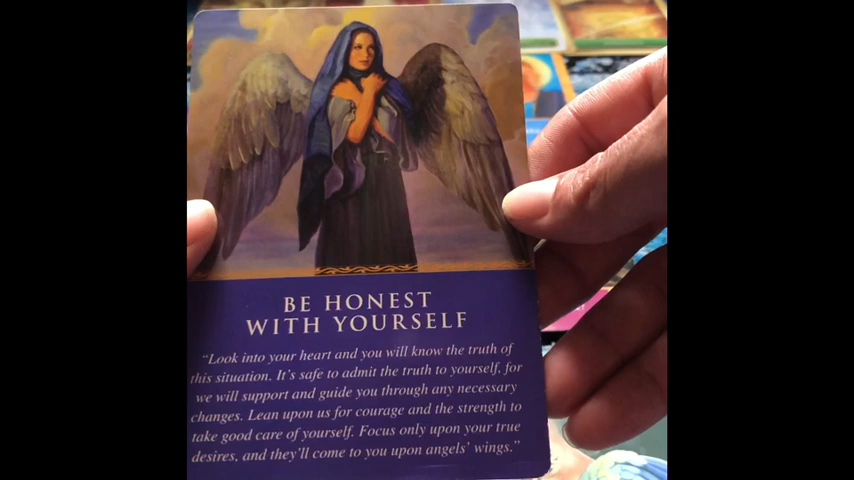 BE HONEST
WITH YOURSELF
“Look into your heart and you will know the truth of
this situation. It’s safe to admit the truth to yourself, for
we will support and guide you through any necessary
changes. Lean upon us for courage and the strength to
take good care of yourself. Focus only upon your true
desires, and they’ll come to you upon angels’ wings.”